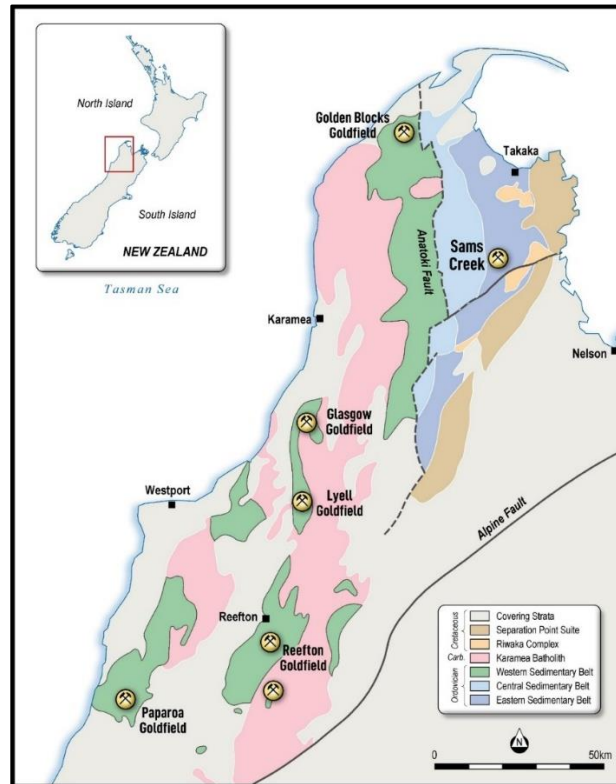 North Island
South Island
NEW ZEALAND
Tasman Sea
Golden Blocks
Goldfield
Takaka
Anatoki Fault
Sams
Creek
Karamea
Nelson
Glasgow
Goldfield
Westport
Lyell
Goldfield
Alpine Fault
Reefton
Reefton
Goldfield
Paparoa
Goldfield
Cretaceous
Carb.
Ordovician
Covering Strata
Separation Point Suite
Riwaka Complex
Karamea Batholith
Western Sedimentary Belt
Central Sedimentary Belt
Eastern Sedimentary Belt
N
0 50km